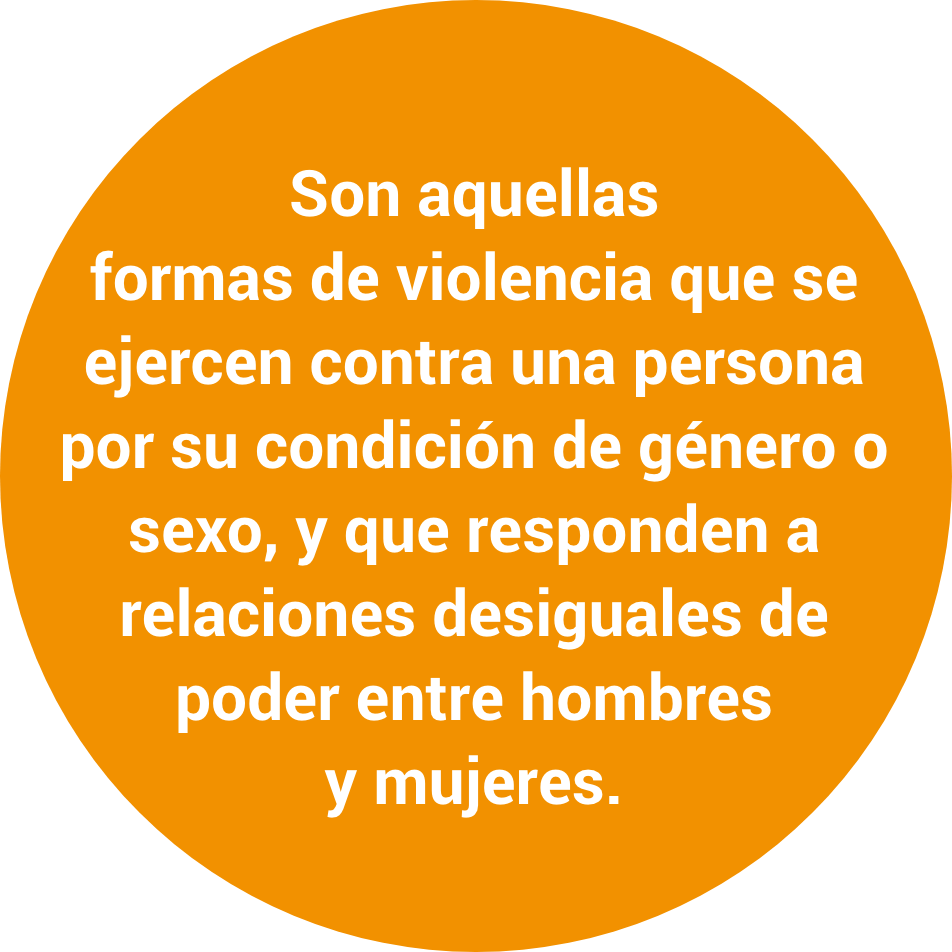 Son aquellas
formas de violencia que se
ejercen contra una persona
por su condición de género o
sexo, y que responden a
relaciones desiguales de
poder entre hombres
y mujeres.